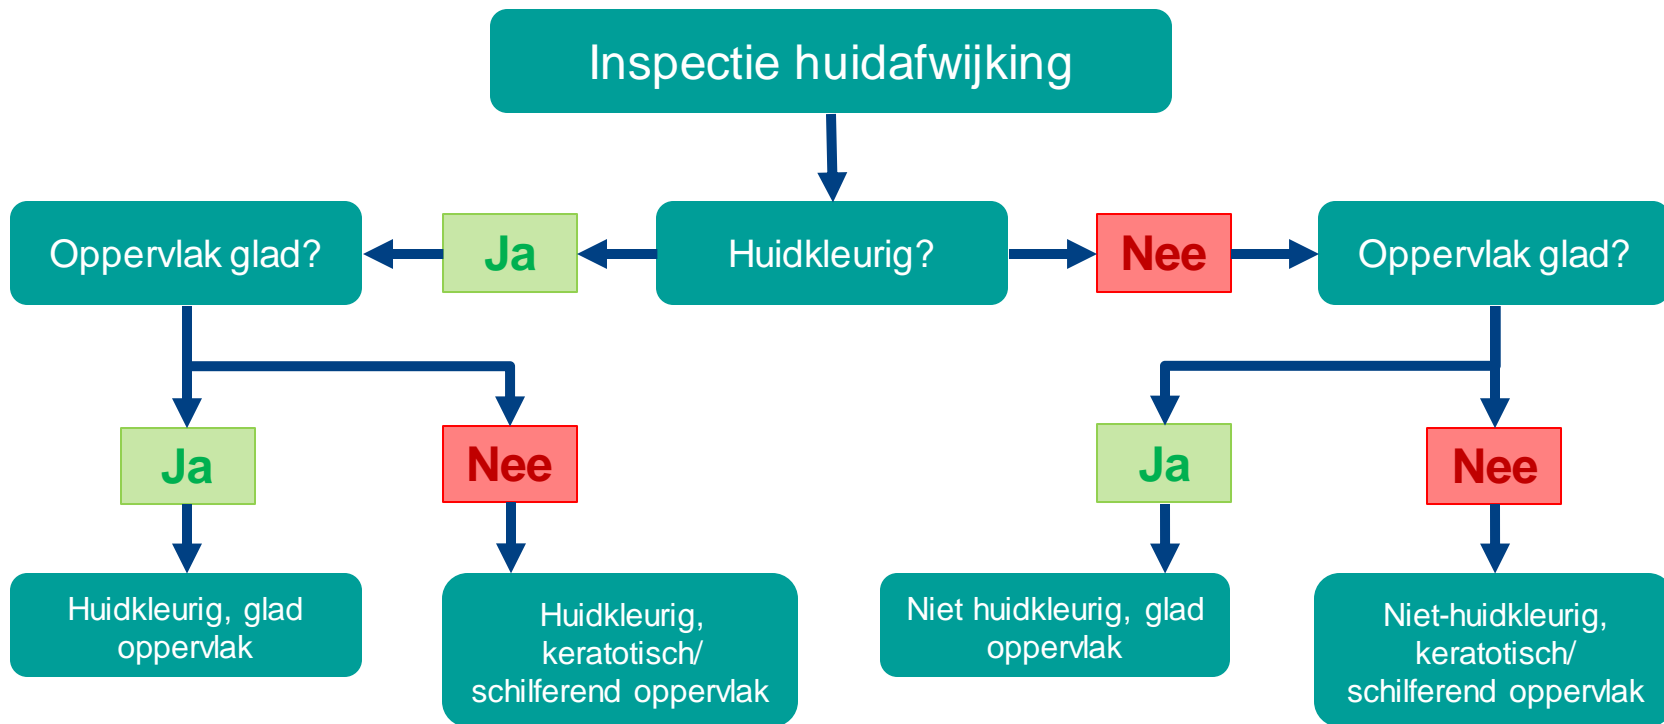 Inspectie huidafwijking
Oppervlak glad?
Ja
Huidkleurig?
Nee
Oppervlak glad?
Ja
Nee
Ja
Nee
Huidkleurig, glad
oppervlak
Huidkleurig,
keratotisch/
schilferend oppervlak
Niet huidkleurig, glad
oppervlak
Niet-huidkleurig,
keratotisch/
schilferend oppervlak